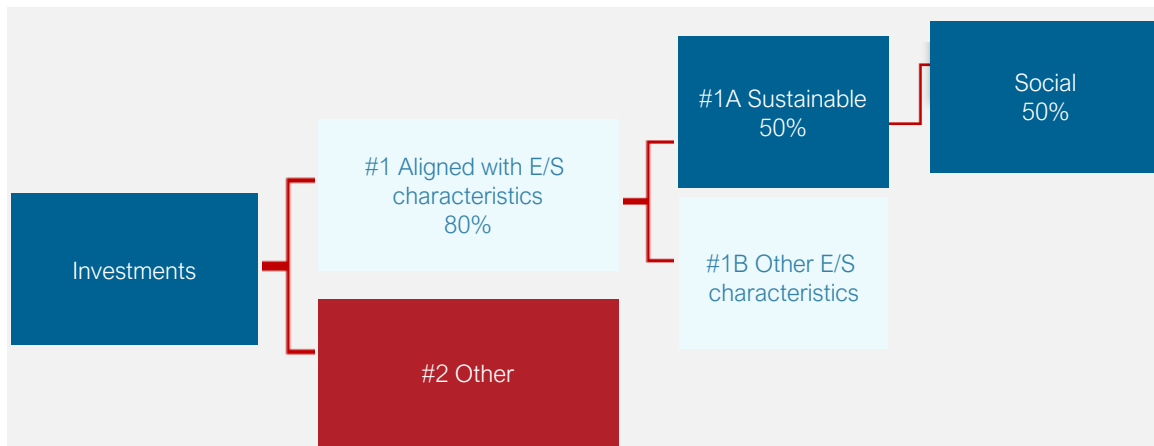 Investments
#1 Aligned with E/S
characteristics
80%
#2 Other
#1A Sustainable
50%
#1B Other E/S
characteristics
Social
50%